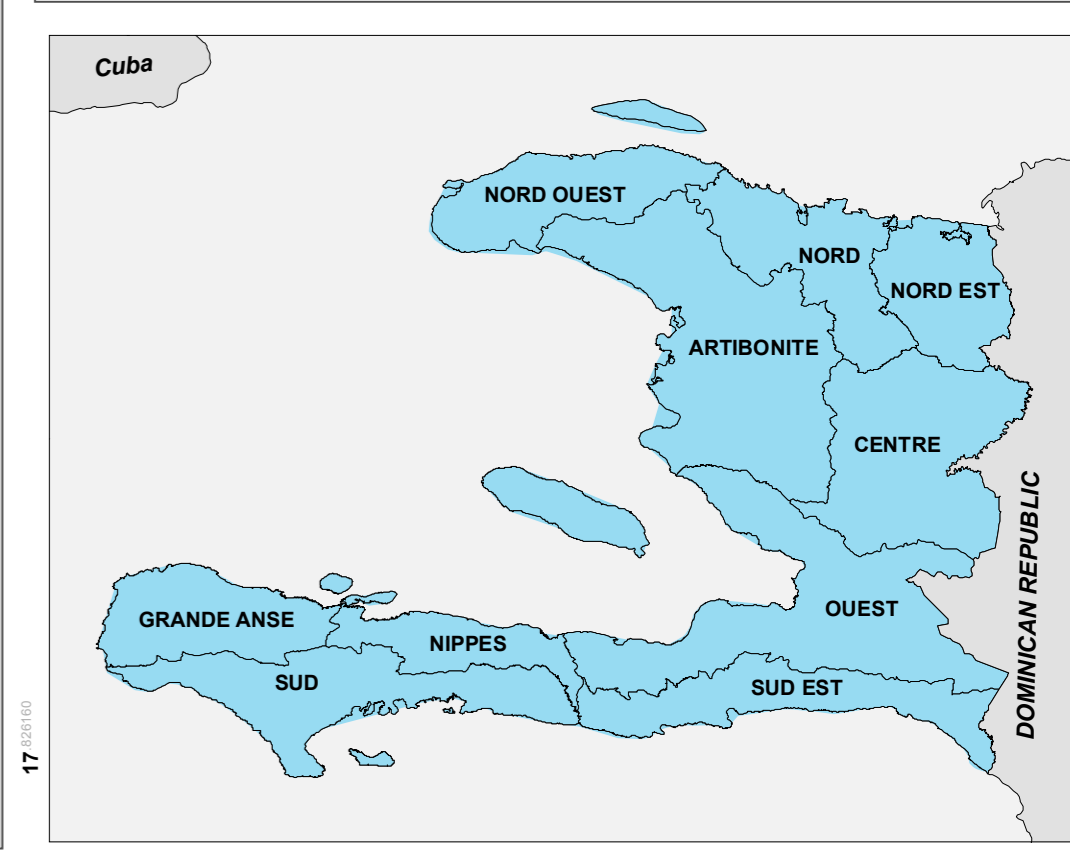 Cuba
NORD OUEST
NORD
NORD EST
ARTIBONITE
CENTRE
DOMINICAN REPUBLIC
OUEST
GRANDE ANSE
NIPPES
SUD
SUD EST
17.826160